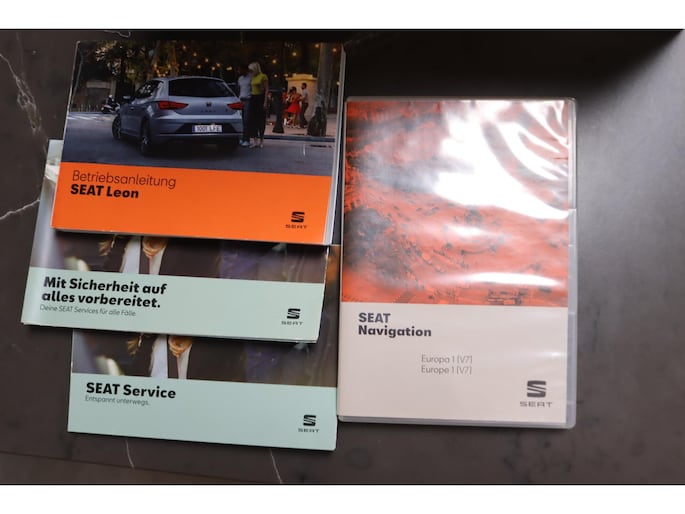 1001 LFE
Betriebsanleitung
SEAT Leon
SEAT
Mit Sicherheit auf
alles vorbereitet.
Deine SEAT Services für alle Fälle.
SEAT
SEAT Service
Entspannt unterwegs.
SEAT
SEAT
Navigation
Europa 1 [V7]
Europe 1 [V7]
SEAT